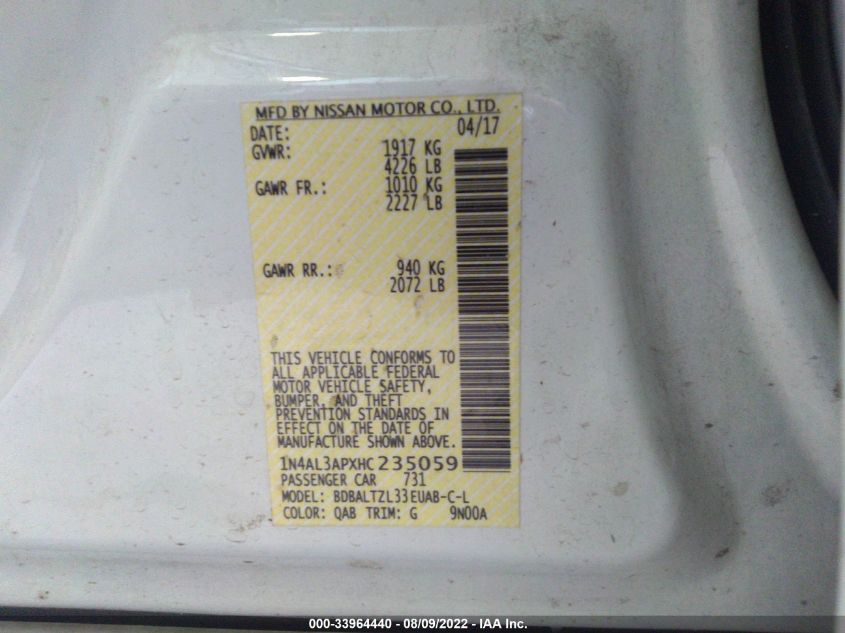 MFD BY NISSAN MOTOR CO., LTD.
DATE: 04/17
GVWR: 1917 KG
4226 LB
GAWR FR.: 1010 KG
2227 LB
GAWR RR.: 940 KG
2072 LB
THIS VEHICLE CONFORMS TO
ALL APPLICABLE FEDERAL
MOTOR VEHICLE SAFETY,
BUMPER, AND THEFT
PREVENTION STANDARDS IN
EFFECT ON THE DATE OF
MANUFACTURE SHOWN ABOVE.
1N4AL3APXHC235059
PASSENGER CAR 731
MODEL: BDBALTZL33EUAB-C-L
COLOR: QAB TRIM: G 9N00A
000-33964440 - 08/09/2022 - IAA Inc.